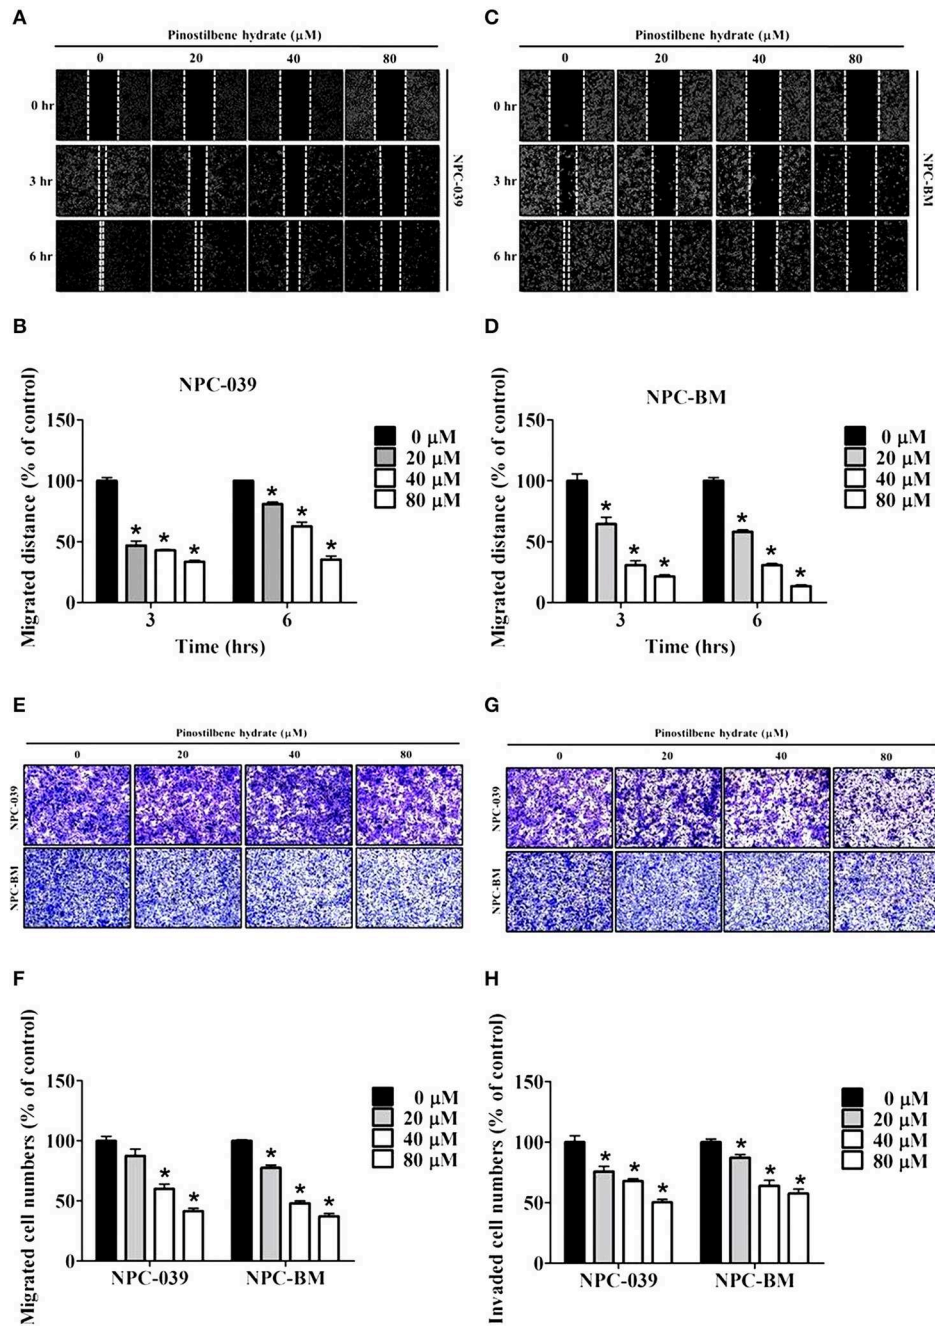 A
Pinostilbene hydrate (µM)
0 20 40 80
0 hr
3 hr
6 hr
NPC-039
C
Pinostilbene hydrate (µM)
0 20 40 80
0 hr
3 hr
6 hr
NPC-BM
B
NPC-039
Migrated distance (% of control)
150
100
50
0
* * * * * *
3 6
Time (hrs)
0 µM
20 µM
40 µM
80 µM
D
NPC-BM
Migrated distance (% of control)
150
100
50
0
* * * * * *
3 6
Time (hrs)
0 µM
20 µM
40 µM
80 µM
E
Pinostilbene hydrate (µM)
0 20 40 80
NPC-039
NPC-BM
G
Pinostilbene hydrate (µM)
0 20 40 80
NPC-039
NPC-BM
F
Migrated cell numbers (% of control)
150
100
50
0
* * * * *
NPC-039 NPC-BM
0 µM
20 µM
40 µM
80 µM
H
Invaded cell numbers (% of control)
150
100
50
0
* * * * * *
NPC-039 NPC-BM
0 µM
20 µM
40 µM
80 µM